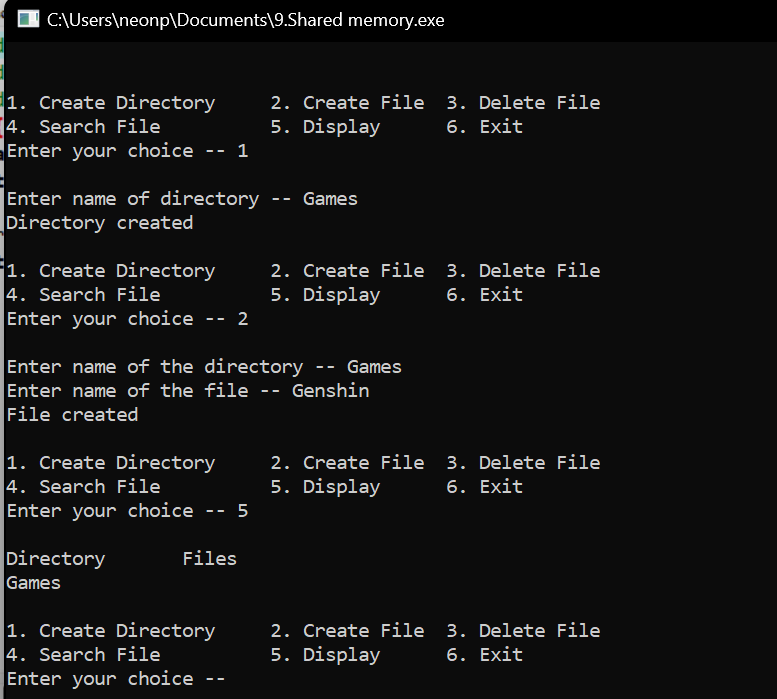 C:\Users\neonp\Documents\9.Shared memory.exe
1. Create Directory     2. Create File  3. Delete File
4. Search File          5. Display      6. Exit
Enter your choice -- 1
Enter name of directory -- Games
Directory created
1. Create Directory     2. Create File  3. Delete File
4. Search File          5. Display      6. Exit
Enter your choice -- 2
Enter name of the directory -- Games
Enter name of the file -- Genshin
File created
1. Create Directory     2. Create File  3. Delete File
4. Search File          5. Display      6. Exit
Enter your choice -- 5
Directory       Files
Games
1. Create Directory     2. Create File  3. Delete File
4. Search File          5. Display      6. Exit
Enter your choice --